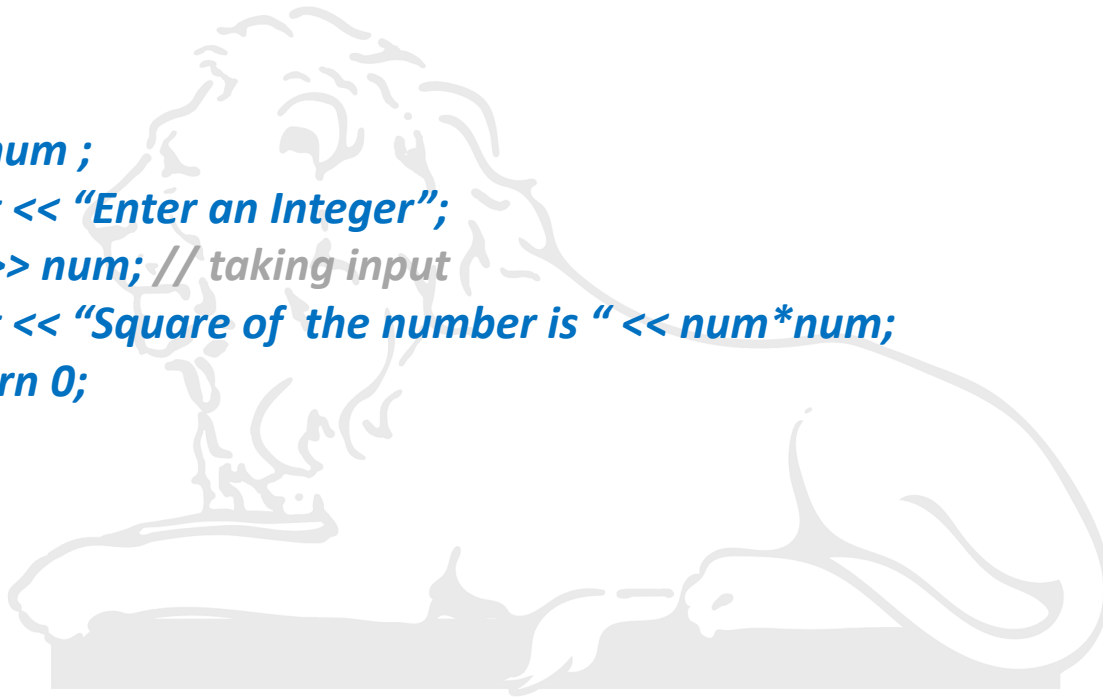 num ;
<< “Enter an Integer”;
>> num; // taking input
<< “Square of  the number is “ << num*num;
rn 0;